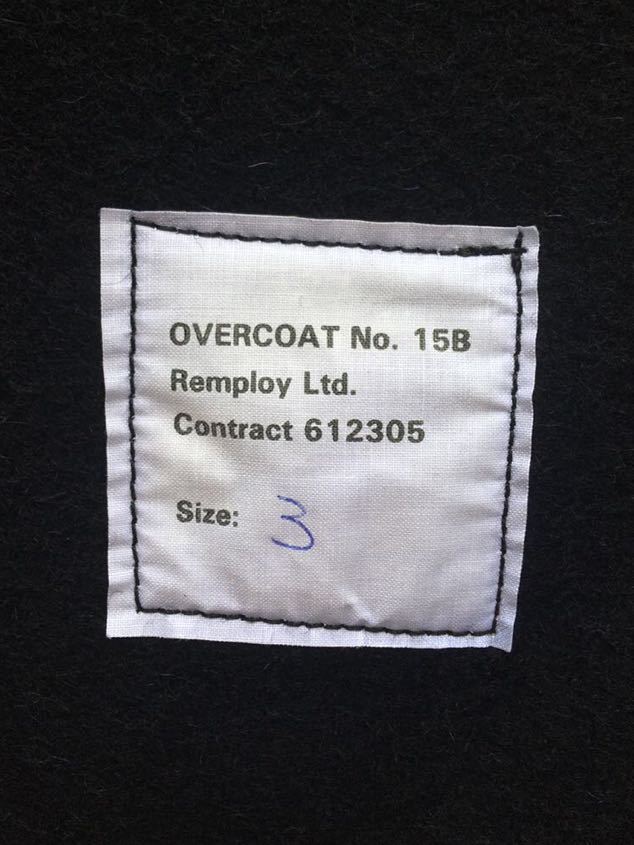 OVERCOAT No. 15B
Remploy Ltd.
Contract 612305
Size: 3